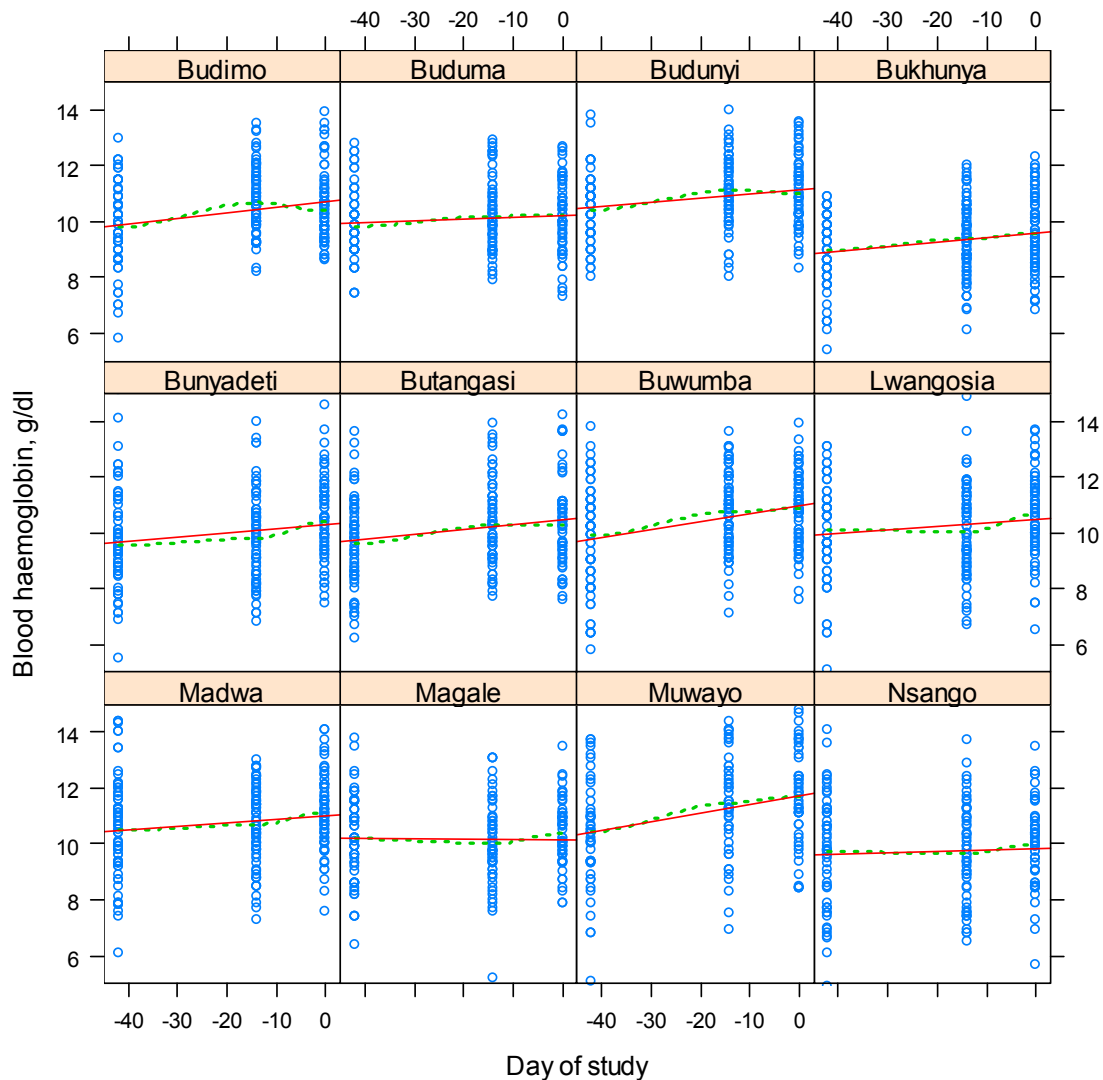 -40 -30 -20 -10 0 -40 -30 -20 -10 0
Budimo Buduma Budunyi Bukhunya
14
12
10
8
6
Bunyadeti Butangasi Buwumba Lwangosia
14
12
10
8
6
Madwa Magale Muwayo Nsango
14
12
10
8
6
-40 -30 -20 -10 0 -40 -30 -20 -10 0
Blood haemoglobin, g/dl
Day of study